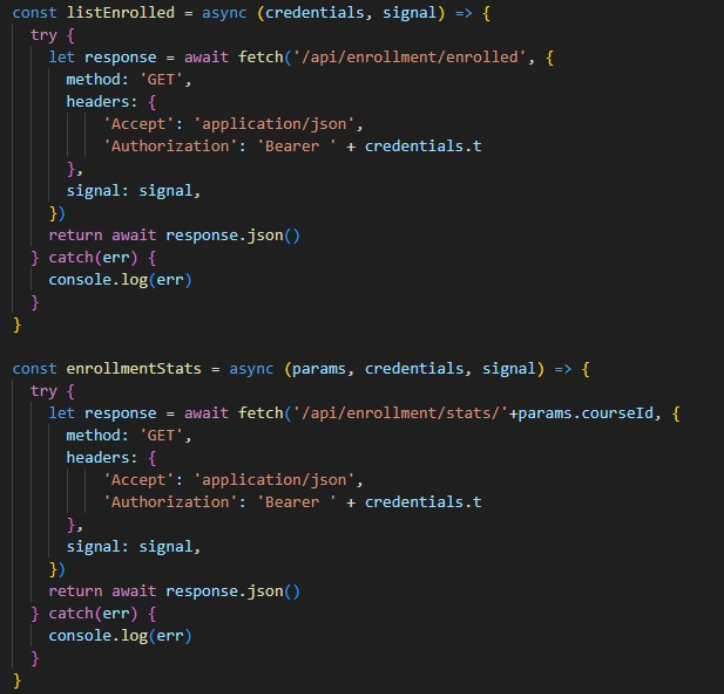 const listEnrolled = async (credentials, signal) => {
  try {
    let response = await fetch('/api/enrollment/enrolled', {
      method: 'GET',
      headers: {
          'Accept': 'application/json',
          'Authorization': 'Bearer ' + credentials.t
      },
      signal: signal,
    })
    return await response.json()
  } catch(err) {
    console.log(err)
  }
}

const enrollmentStats = async (params, credentials, signal) => {
  try {
    let response = await fetch('/api/enrollment/stats/'+params.courseId, {
      method: 'GET',
      headers: {
          'Accept': 'application/json',
          'Authorization': 'Bearer ' + credentials.t
      },
      signal: signal,
    })
    return await response.json()
  } catch(err) {
    console.log(err)
  }
}